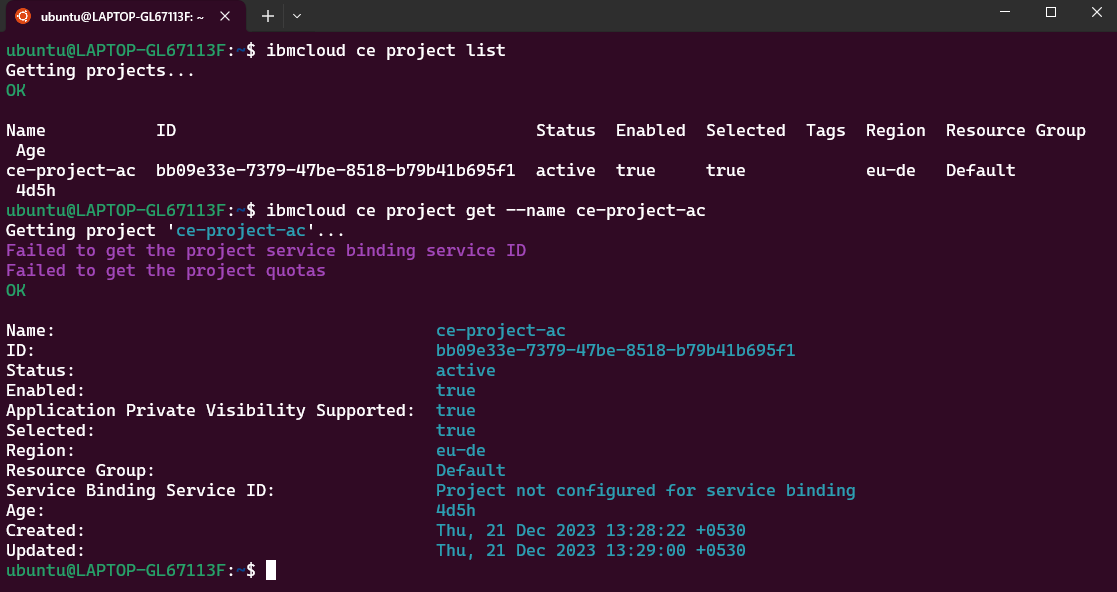 ubuntu@LAPTOP-GL67113F: ~
ubuntu@LAPTOP-GL67113F:~$ ibmcloud ce project list
Getting projects...
OK
Name ID Status Enabled Selected Tags Region Resource Group
Age
ce-project-ac bb09e33e-7379-47be-8518-b79b41b695f1 active true true eu-de Default
4d5h
ubuntu@LAPTOP-GL67113F:~$ ibmcloud ce project get --name ce-project-ac
Getting project 'ce-project-ac'...
Failed to get the project service binding service ID
Failed to get the project quotas
OK
Name: ce-project-ac
ID: bb09e33e-7379-47be-8518-b79b41b695f1
Status: active
Enabled: true
Application Private Visibility Supported: true
Selected: true
Region: eu-de
Resource Group: Default
Service Binding Service ID: Project not configured for service binding
Age: 4d5h
Created: Thu, 21 Dec 2023 13:28:22 +0530
Updated: Thu, 21 Dec 2023 13:29:00 +0530
ubuntu@LAPTOP-GL67113F:~$